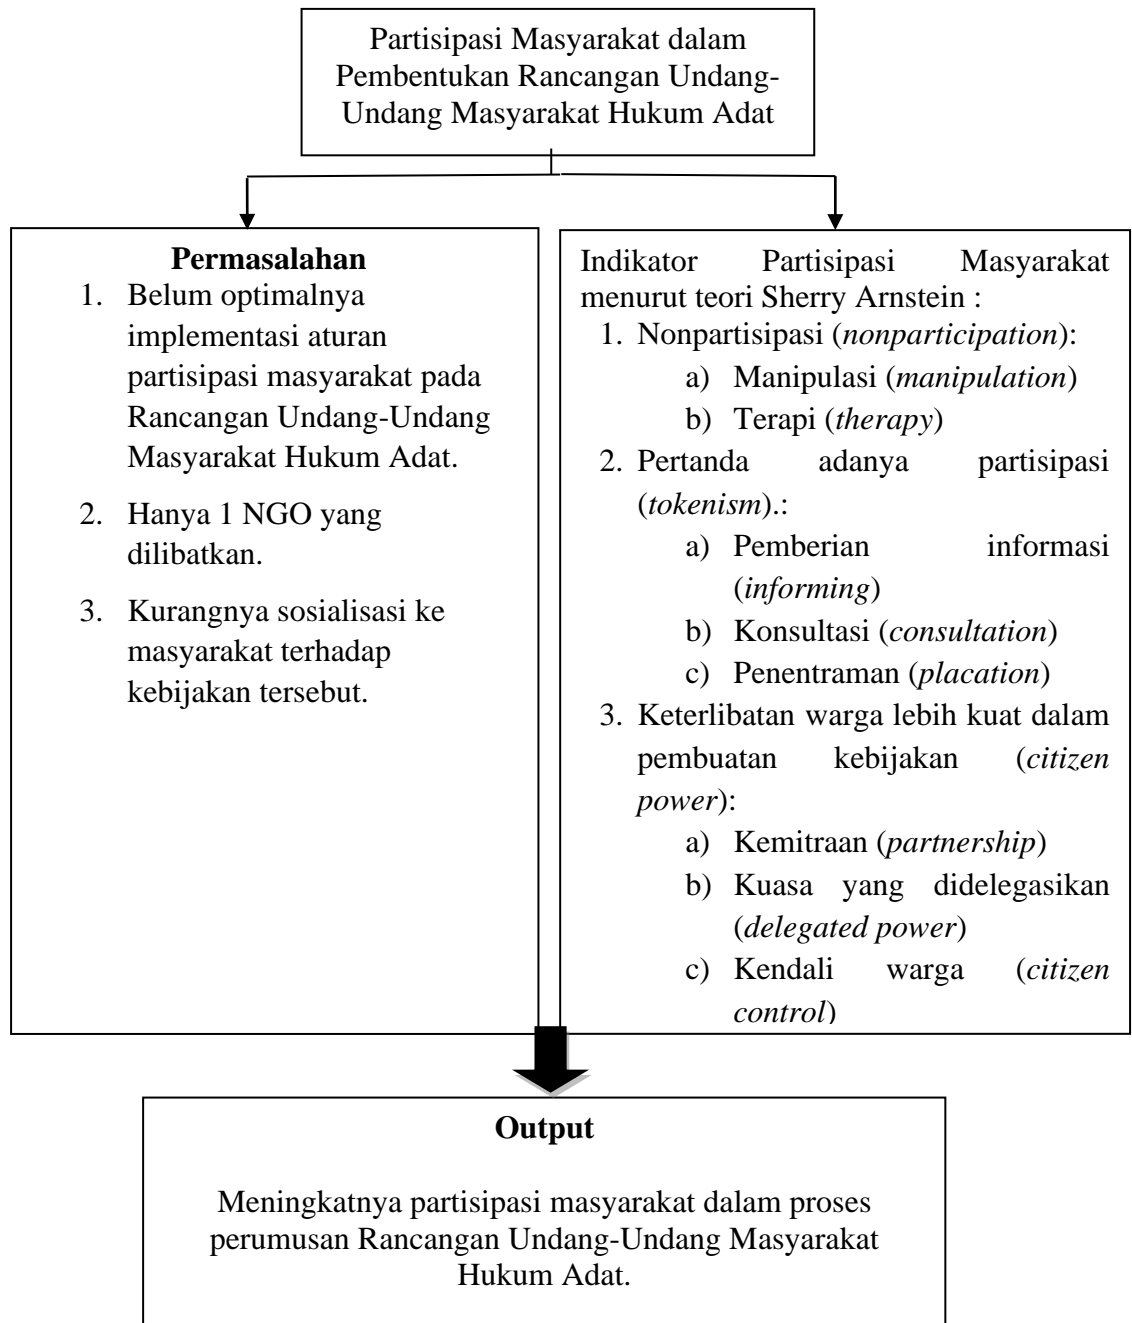 Partisipasi Masyarakat dalam
Pembentukan Rancangan Undang-
Undang Masyarakat Hukum Adat
Permasalahan
1. Belum optimalnya
implementasi aturan
partisipasi masyarakat pada
Rancangan Undang-Undang
Masyarakat Hukum Adat.
2. Hanya 1 NGO yang
dilibatkan.
3. Kurangnya sosialisasi ke
masyarakat terhadap
kebijakan tersebut.
Indikator Partisipasi Masyarakat
menurut teori Sherry Arnstein :
1. Nonpartisipasi (nonparticipation):
a) Manipulasi (manipulation)
b) Terapi (therapy)
2. Pertanda adanya partisipasi
(tokenism).:
a) Pemberian informasi
(informing)
b) Konsultasi (consultation)
c) Penentraman (placation)
3. Keterlibatan warga lebih kuat dalam
pembuatan kebijakan (citizen
power):
a) Kemitraan (partnership)
b) Kuasa yang didelegasikan
(delegated power)
c) Kendali warga (citizen
control)
Output
Meningkatnya partisipasi masyarakat dalam proses
perumusan Rancangan Undang-Undang Masyarakat
Hukum Adat.